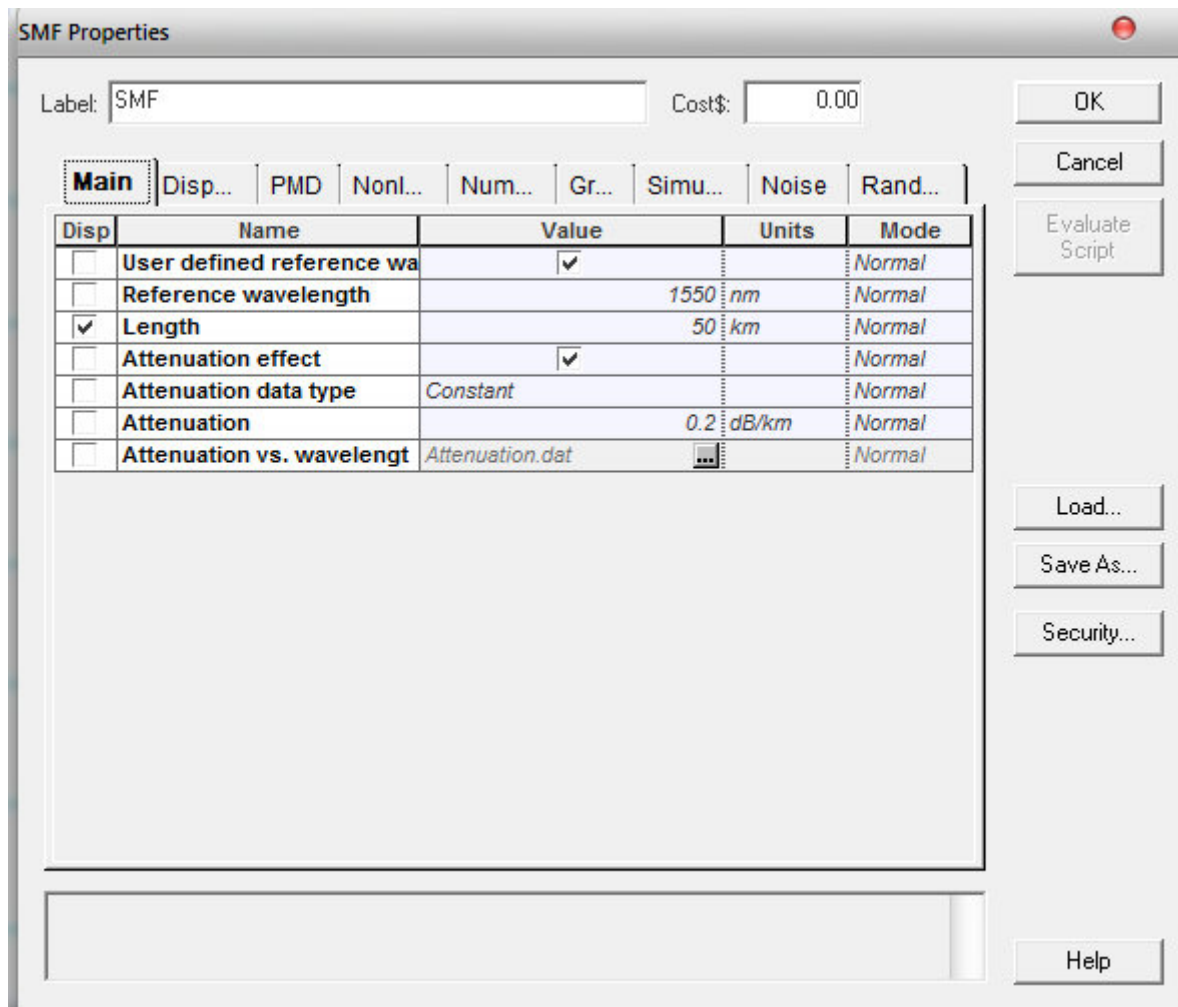 SMF Properties
Label: SMF Cost$: 0.00 OK
Cancel
Main Disp... PMD Nonl... Num... Gr... Simu... Noise Rand...
Disp Name Value Units Mode Evaluate Script
User defined reference wa Normal
Reference wavelength 1550 nm Normal
Length 50 km Normal
Attenuation effect Normal
Attenuation data type Constant Normal
Attenuation 0.2 dB/km Normal
Attenuation vs. wavelengt Attenuation.dat ... Normal
Load...
Save As...
Security...
Help